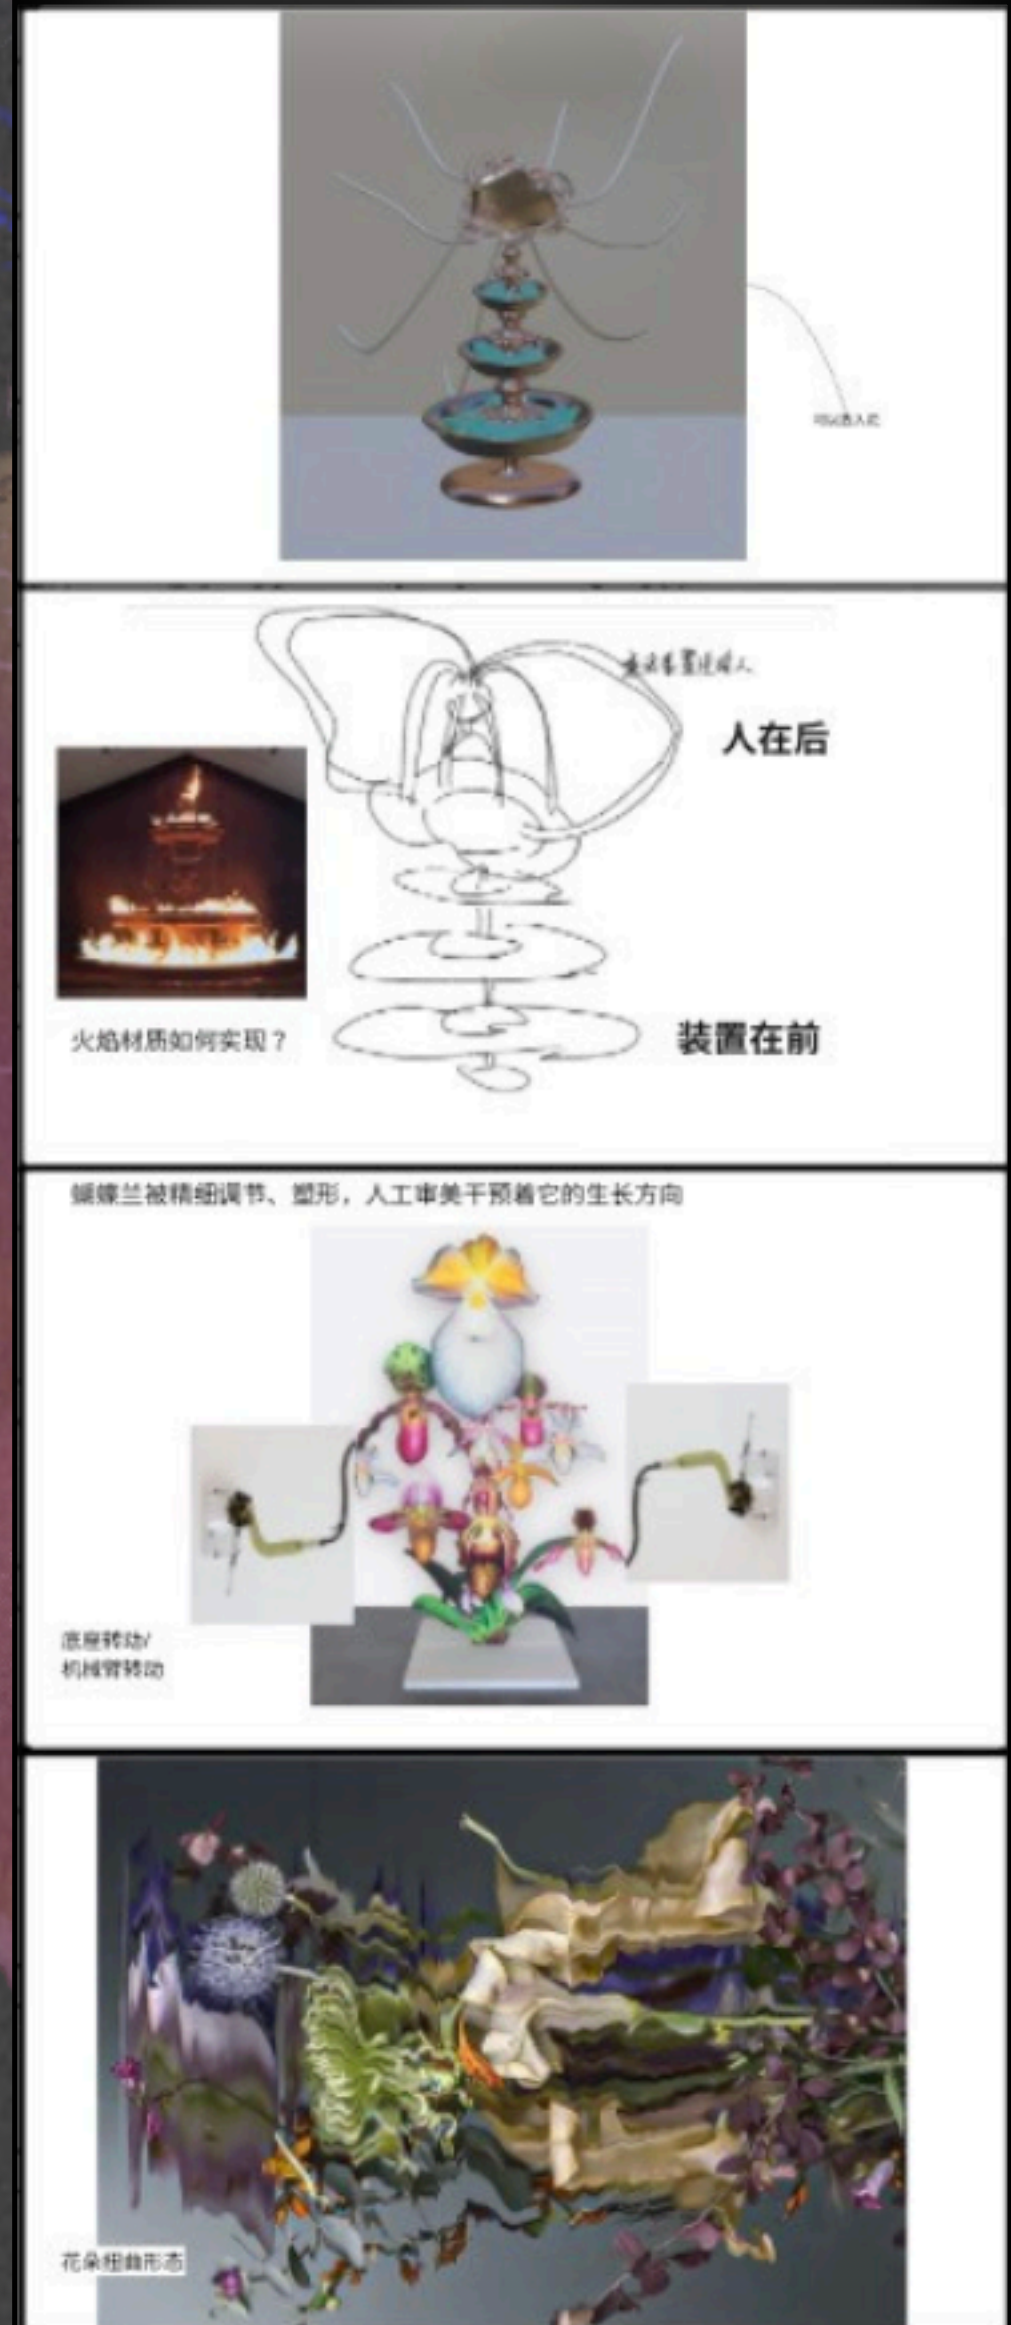 人在后
火焰材质如何实现？
装置在前
蝴蝶兰被精细调节、塑形，人工审美干预着它的生长方向
底座转动/
机械臂转动
花朵扭曲形态